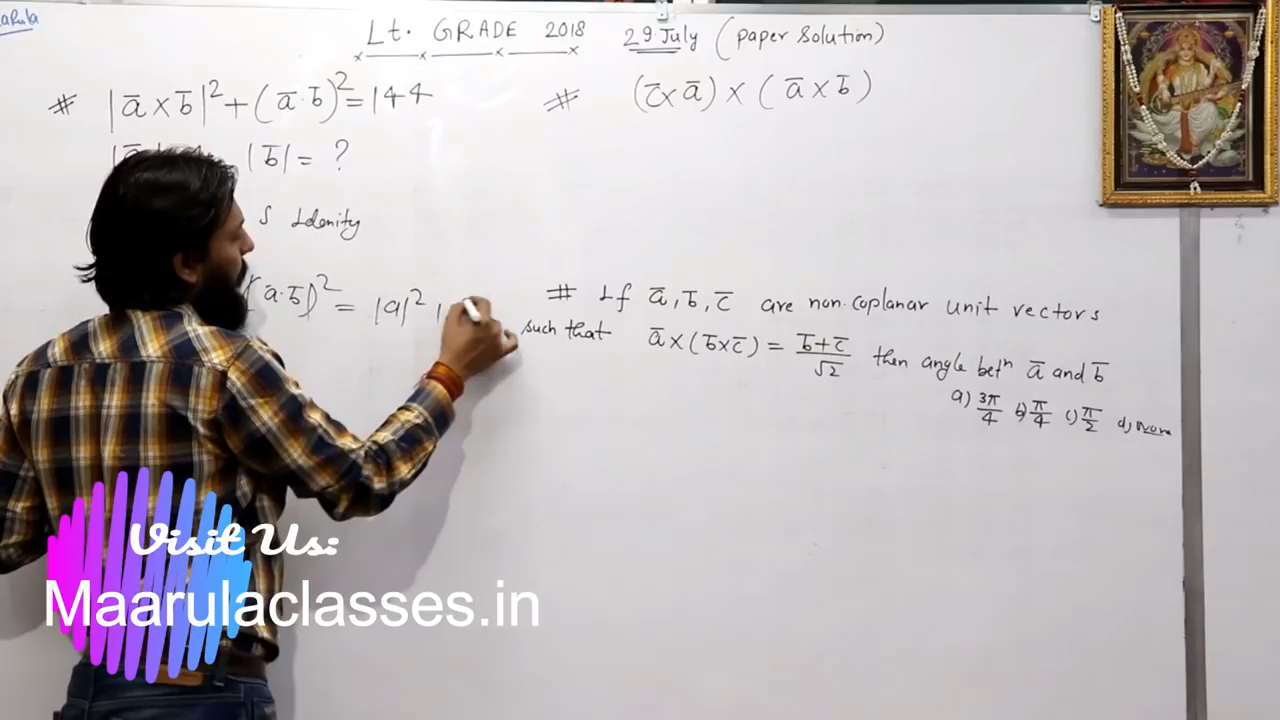 Lt. GRADE 2018 29 July (paper solution)
# |a̅ × b̅|² + (a̅·b̅)² = 144
|b̅| = ?
s Idenity
(a̅·b̅)² = |a|² |
# (c̅ × a̅) × (a̅ × b̅)
# If a̅, b̅, c̅ are non-coplanar unit vectors
such that a̅ × (b̅ × c̅) = (b̅ + c̅)/√2 then angle betⁿ a̅ and b̅
a) 3π/4 b) π/4 c) π/2 d) None
Visit Us:
Maarulaclasses.in